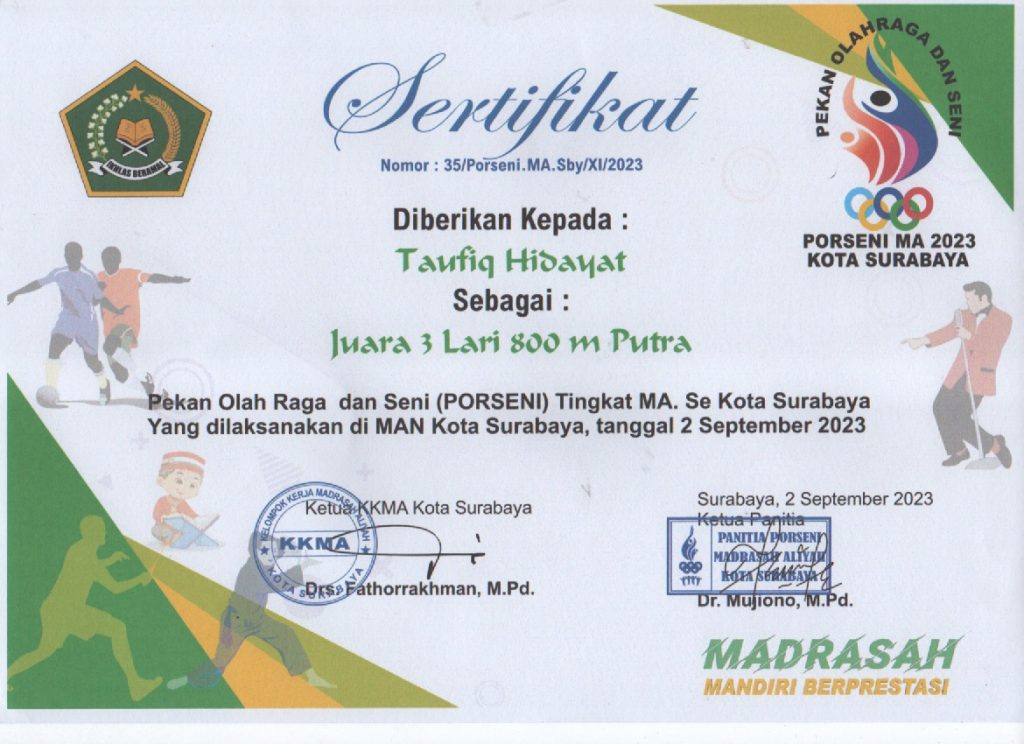 IKHLAS BERAMAL
Sertifikat
Nomor : 35/Porseni.MA.Sby/XI/2023
PEKAN OLAHRAGA DAN SENI
PORSENI MA 2023
KOTA SURABAYA
Diberikan Kepada :
Taufiq Hidayat
Sebagai :
Juara 3 Lari 800 m Putra
Pekan Olah Raga dan Seni (PORSENI) Tingkat MA. Se Kota Surabaya
Yang dilaksanakan di MAN Kota Surabaya, tanggal 2 September 2023
Ketua KKMA Kota Surabaya
KELOMPOK KERJA MADRASAH ALIYAH
KKMA
KOTA SURABAYA
Drs. Fathorrakhman, M.Pd.
Surabaya, 2 September 2023
Ketua Panitia
PANITIA PORSENI
MADRASAH ALIYAH
KOTA SURABAYA
Dr. Mujiono, M.Pd.
MADRASAH
MANDIRI BERPRESTASI